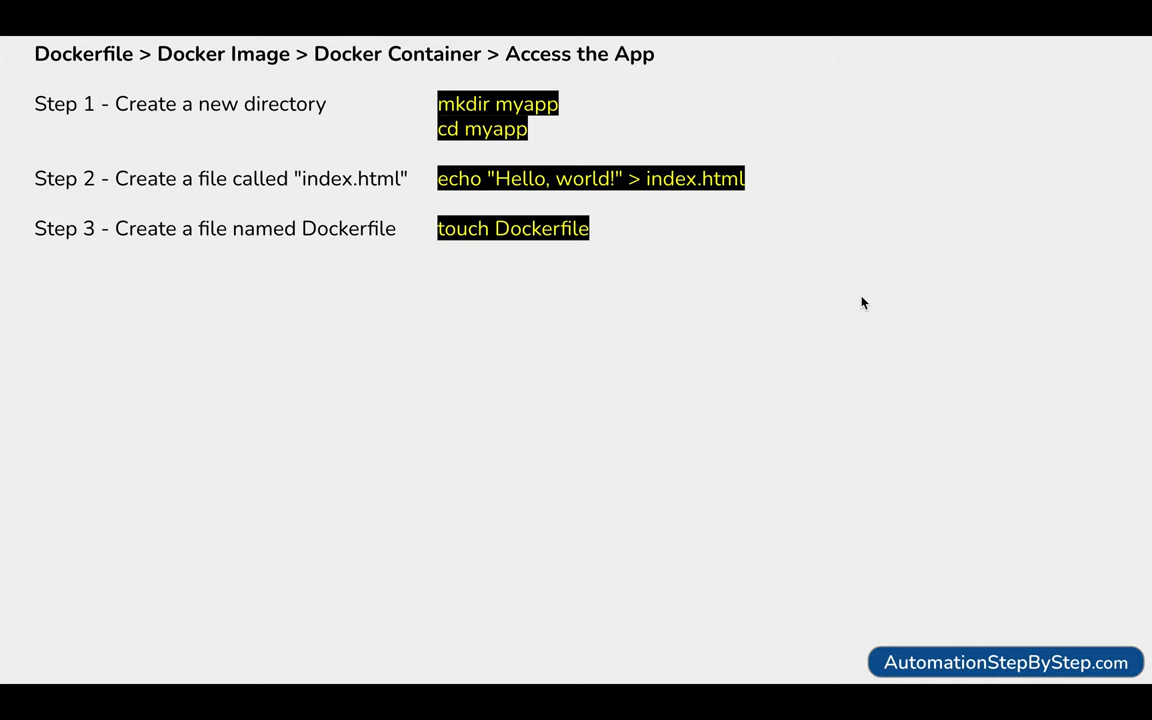 Dockerfile > Docker Image > Docker Container > Access the App
Step 1 - Create a new directory mkdir myapp
cd myapp
Step 2 - Create a file called "index.html" echo "Hello, world!" > index.html
Step 3 - Create a file named Dockerfile touch Dockerfile
AutomationStepByStep.com